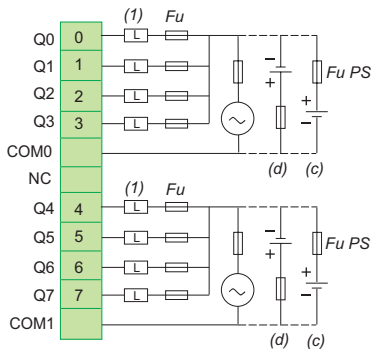 (1) Fu
Q0 0 L
Q1 1 L
Q2 2 L
Q3 3 L
Fu PS
− +
+ −
COM0
(d) (c)
NC
(1) Fu
Q4 4 L
Q5 5 L
Q6 6 L
Q7 7 L
Fu PS
− +
+ −
COM1
(d) (c)